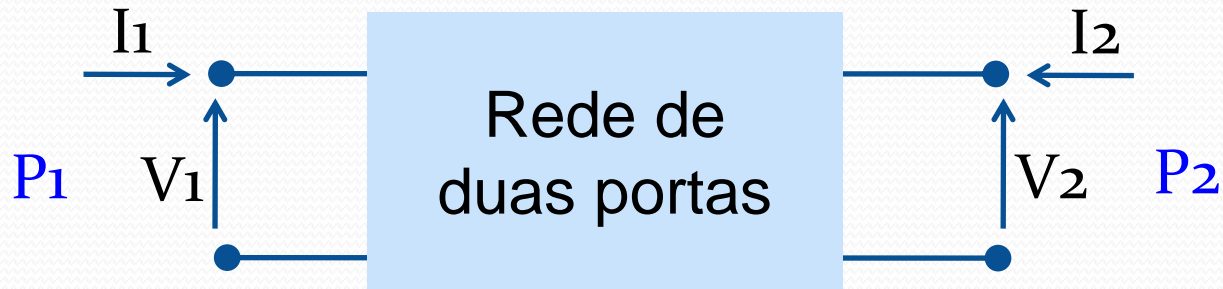 I1
I2
Rede de
duas portas
P1
V1
V2
P2